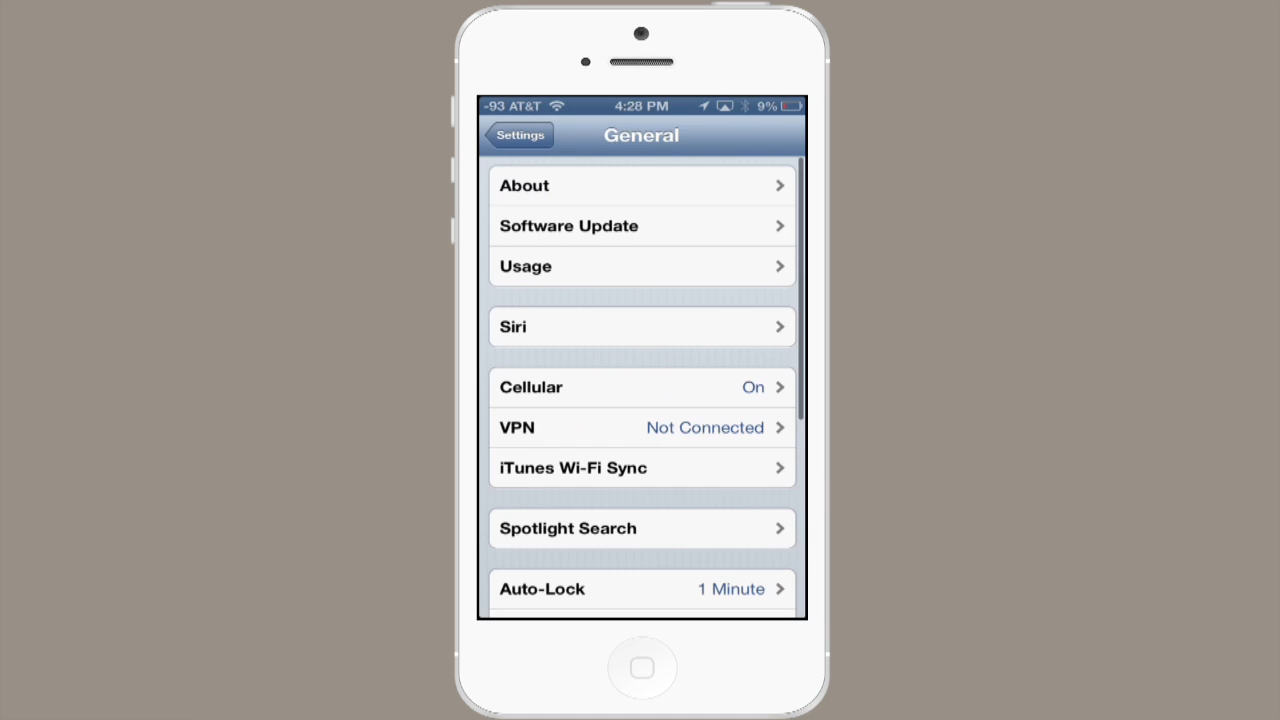 -93 AT&T 4:28 PM 9%
Settings General
About
Software Update
Usage
Siri
Cellular On
VPN Not Connected
iTunes Wi-Fi Sync
Spotlight Search
Auto-Lock 1 Minute